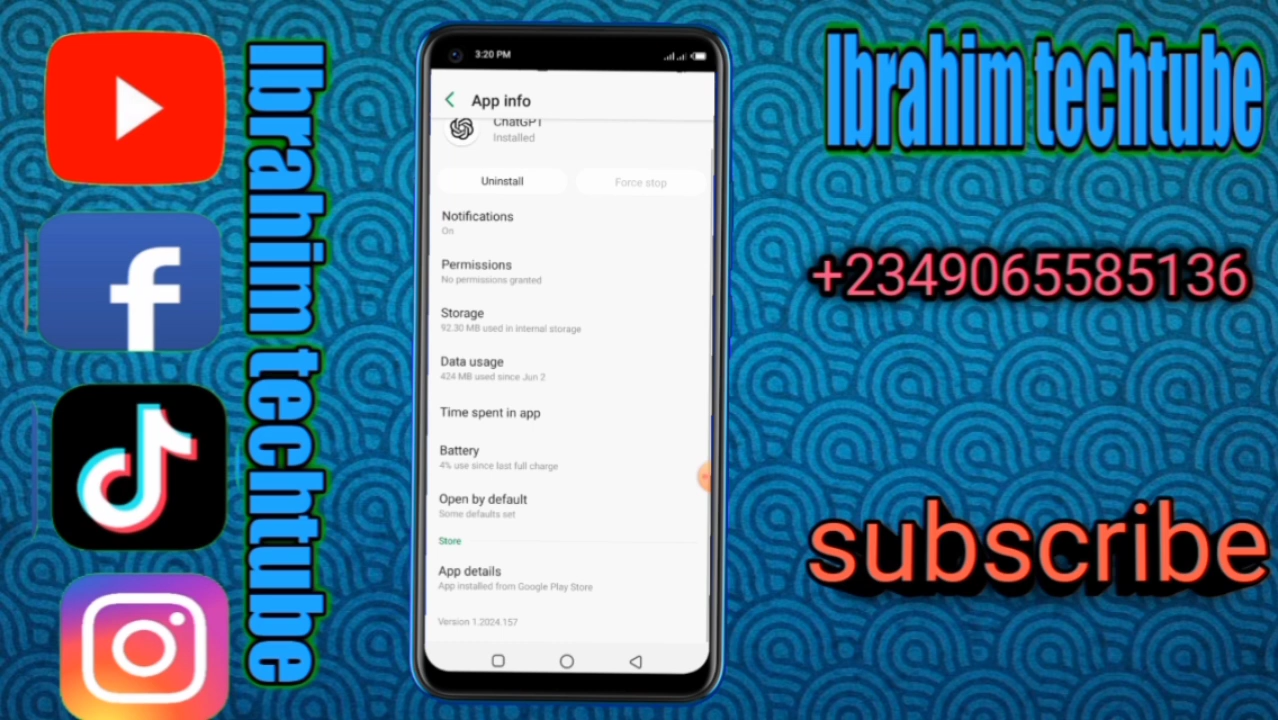 Ibrahim techtube
3:20 PM
App info
ChatGPT
Installed
Uninstall
Force stop
Notifications
On
Permissions
No permissions granted
Storage
92.30 MB used in internal storage
Data usage
424 MB used since Jun 2
Time spent in app
Battery
4% use since last full charge
Open by default
Some defaults set
Store
App details
App installed from Google Play Store
Version 1.2024.157
Ibrahim techtube
+2349065585136
subscribe